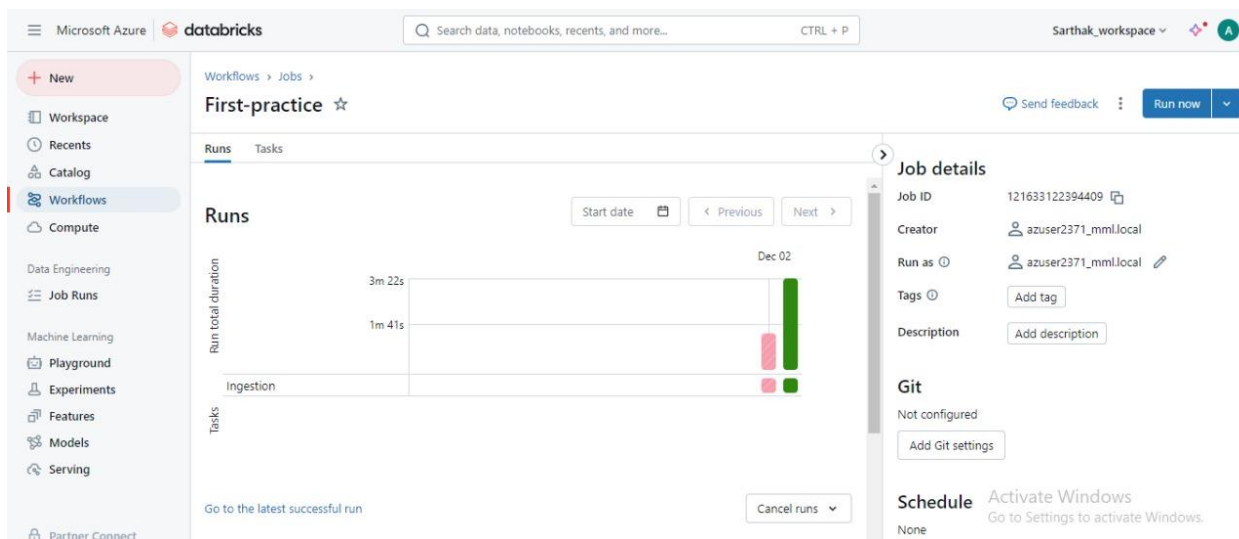 Microsoft Azure databricks Search data, notebooks, recents, and more... CTRL + P Sarthak_workspace A
New
Workspace
Recents
Catalog
Workflows
Compute
Data Engineering
Job Runs
Machine Learning
Playground
Experiments
Features
Models
Serving
Partner Connect
Workflows > Jobs >
First-practice
Send feedback Run now
Runs Tasks
Runs
Start date Previous Next
Dec 02
Run total duration
3m 22s
1m 41s
Ingestion
Tasks
Go to the latest successful run Cancel runs
Job details
Job ID 121633122394409
Creator azuser2371_mml.local
Run as azuser2371_mml.local
Tags Add tag
Description Add description
Git
Not configured
Add Git settings
Schedule
None
Activate Windows
Go to Settings to activate Windows.